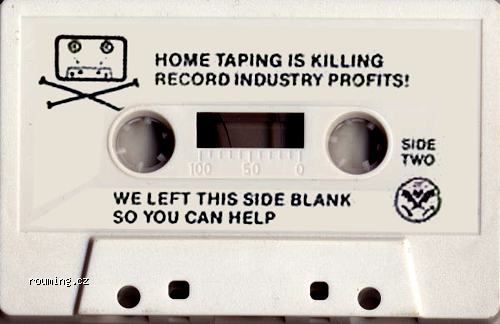 HOME TAPING IS KILLING
RECORD INDUSTRY PROFITS!
SIDE
TWO
100 50 0
WE LEFT THIS SIDE BLANK
SO YOU CAN HELP
rouming.cz